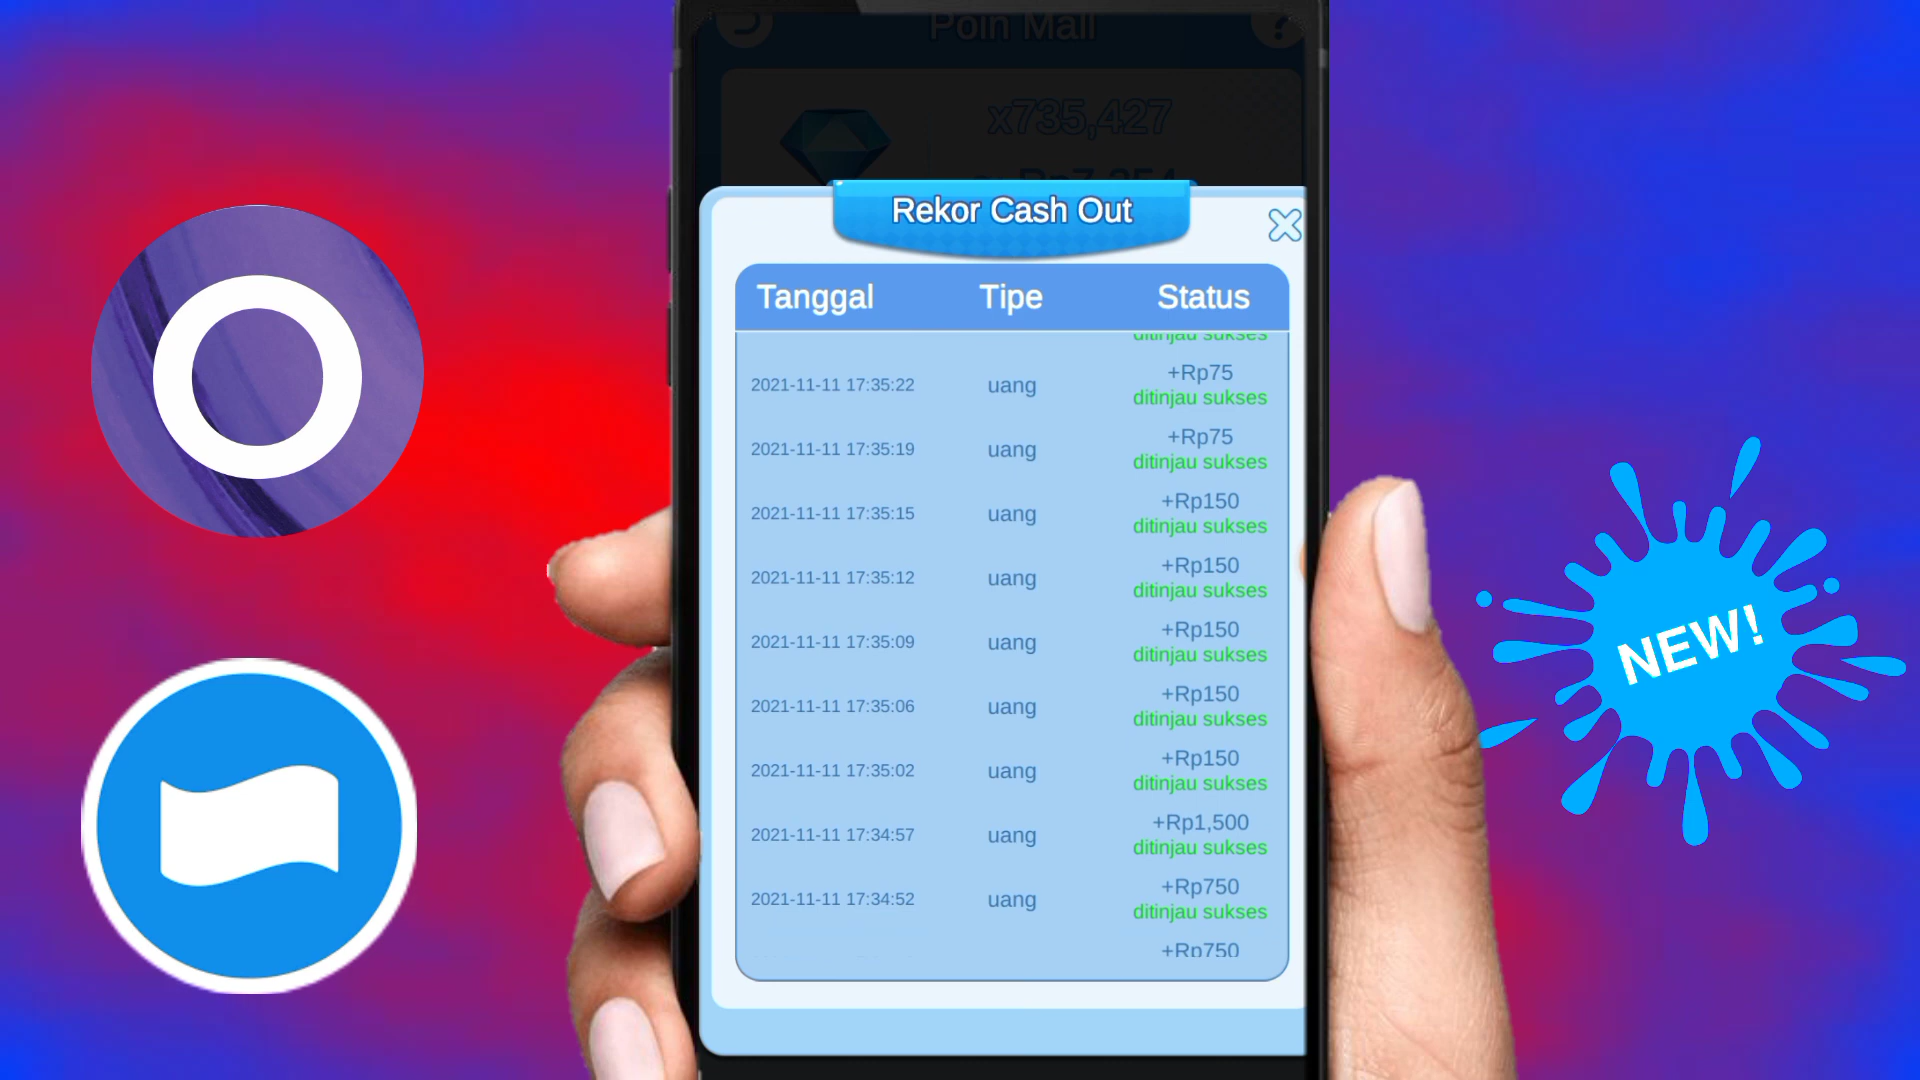 Poin Mall
?
x735,427
Rekor Cash Out
Tanggal Tipe Status
ditinjau sukses
+Rp75
2021-11-11 17:35:22 uang
ditinjau sukses
+Rp75
2021-11-11 17:35:19 uang
ditinjau sukses
+Rp150
2021-11-11 17:35:15 uang
ditinjau sukses
+Rp150
2021-11-11 17:35:12 uang
ditinjau sukses
+Rp150
2021-11-11 17:35:09 uang
ditinjau sukses
+Rp150
2021-11-11 17:35:06 uang
ditinjau sukses
+Rp150
2021-11-11 17:35:02 uang
ditinjau sukses
+Rp1,500
2021-11-11 17:34:57 uang
ditinjau sukses
+Rp750
2021-11-11 17:34:52 uang
ditinjau sukses
+Rp750
NEW!